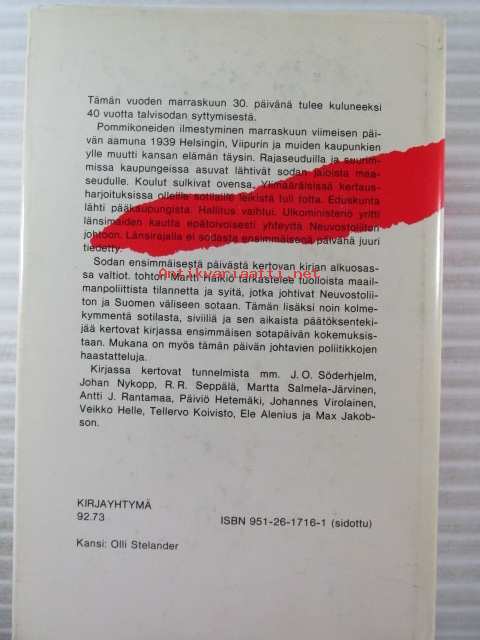 Tämän vuoden marraskuun 30. päivänä tulee kuluneeksi
40 vuotta talvisodan syttymisestä.
Pommikoneiden ilmestyminen marraskuun viimeisen päi-
vän aamuna 1939 Helsingin, Viipurin ja muiden kaupunkien
ylle muutti kansan elämän täysin. Rajaseuduilla ja suurim-
missa kaupungeissa asuvat lähtivät sodan jaloista maa-
seudulle. Koulut sulkivat ovensa. Ylimääräisissä kertaus-
harjoituksissa olleille sotilaille leikistä tuli totta. Eduskunta
lähti pääkaupungista. Hallitus vaihtui. Ulkoministeriö yritti
länsimaiden kautta epätoivoisesti yhteyttä Neuvostoliiton
johtoon. Länsirajalla ei sodasta ensimmäisenä päivänä juuri
tiedetty.
Sodan ensimmäisestä päivästä kertovan kirjan alkuosas-
sa valtiot. tohtori Martti Häikiö tarkastelee tuolloista maail-
manpoliittista tilannetta ja syitä, jotka johtivat Neuvostolii-
ton ja Suomen väliseen sotaan. Tämän lisäksi noin kolme-
kymmentä sotilasta, siviiliä ja sen aikaista päätöksenteki-
jää kertovat kirjassa ensimmäisen sotapäivän kokemuksis-
taan. Mukana on myös tämän päivän johtavien poliitikkojen
haastatteluja.
Kirjassa kertovat tunnelmista mm. J.O. Söderhjelm,
Johan Nykopp, R.R. Seppälä, Martta Salmela-Järvinen,
Antti J. Rantamaa, Päiviö Hetemäki, Johannes Virolainen,
Veikko Helle, Tellervo Koivisto, Ele Alenius ja Max Jakob-
son.
Antikvariaatti.net
KIRJAYHTYMÄ
92.73
ISBN 951-26-1716-1 (sidottu)
Kansi: Olli Stelander